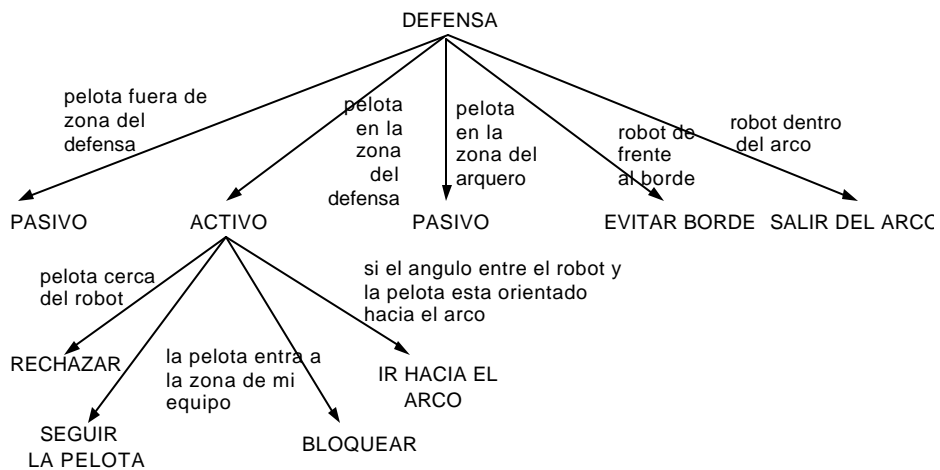 DEFENSA
pelota fuera de
zona del
defensa
pelota
en la
zona
del
defensa
pelota
en la
zona del
arquero
robot de
frente
al borde
robot dentro
del arco
PASIVO
ACTIVO
PASIVO
EVITAR BORDE
SALIR DEL ARCO
pelota cerca
del robot
si el angulo entre el robot y
la pelota esta orientado
hacia el arco
RECHAZAR
la pelota entra a
la zona de mi
equipo
IR HACIA EL
ARCO
SEGUIR
LA PELOTA
BLOQUEAR